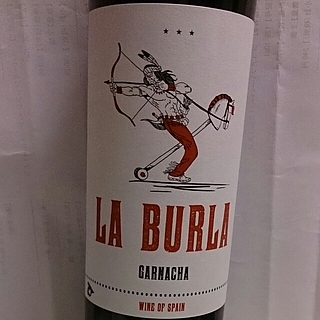 LA BURLA
GARNACHA
WINE OF SPAIN